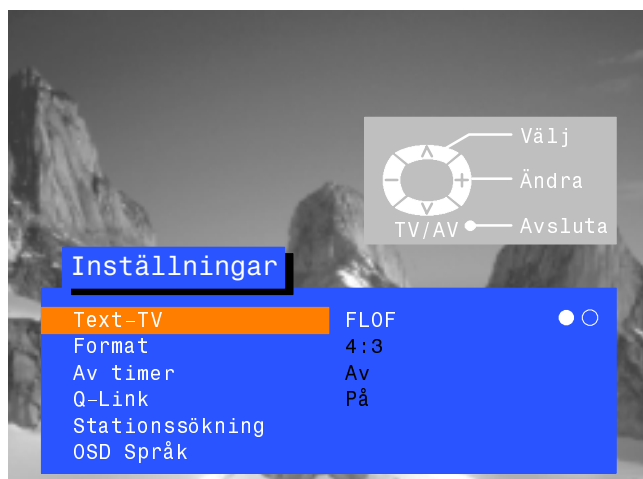 Välj
Ändra
TV/AV Avsluta
Inställningar
Text-TV FLOF
Format 4:3
Av timer Av
Q-Link På
Stationssökning
OSD Språk